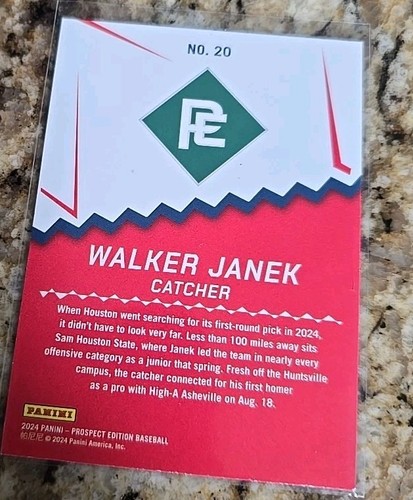 NO. 20
PE
WALKER JANEK
CATCHER
When Houston went searching for its first-round pick in 2024,
it didn't have to look very far. Less than 100 miles away sits
Sam Houston State, where Janek led the team in nearly every
offensive category as a junior that spring. Fresh off the Huntsville
campus, the catcher connected for his first homer
as a pro with High-A Asheville on Aug. 18.
PANINI
2024 PANINI – PROSPECT EDITION BASEBALL
帕尼尼 © 2024 Panini America, Inc.